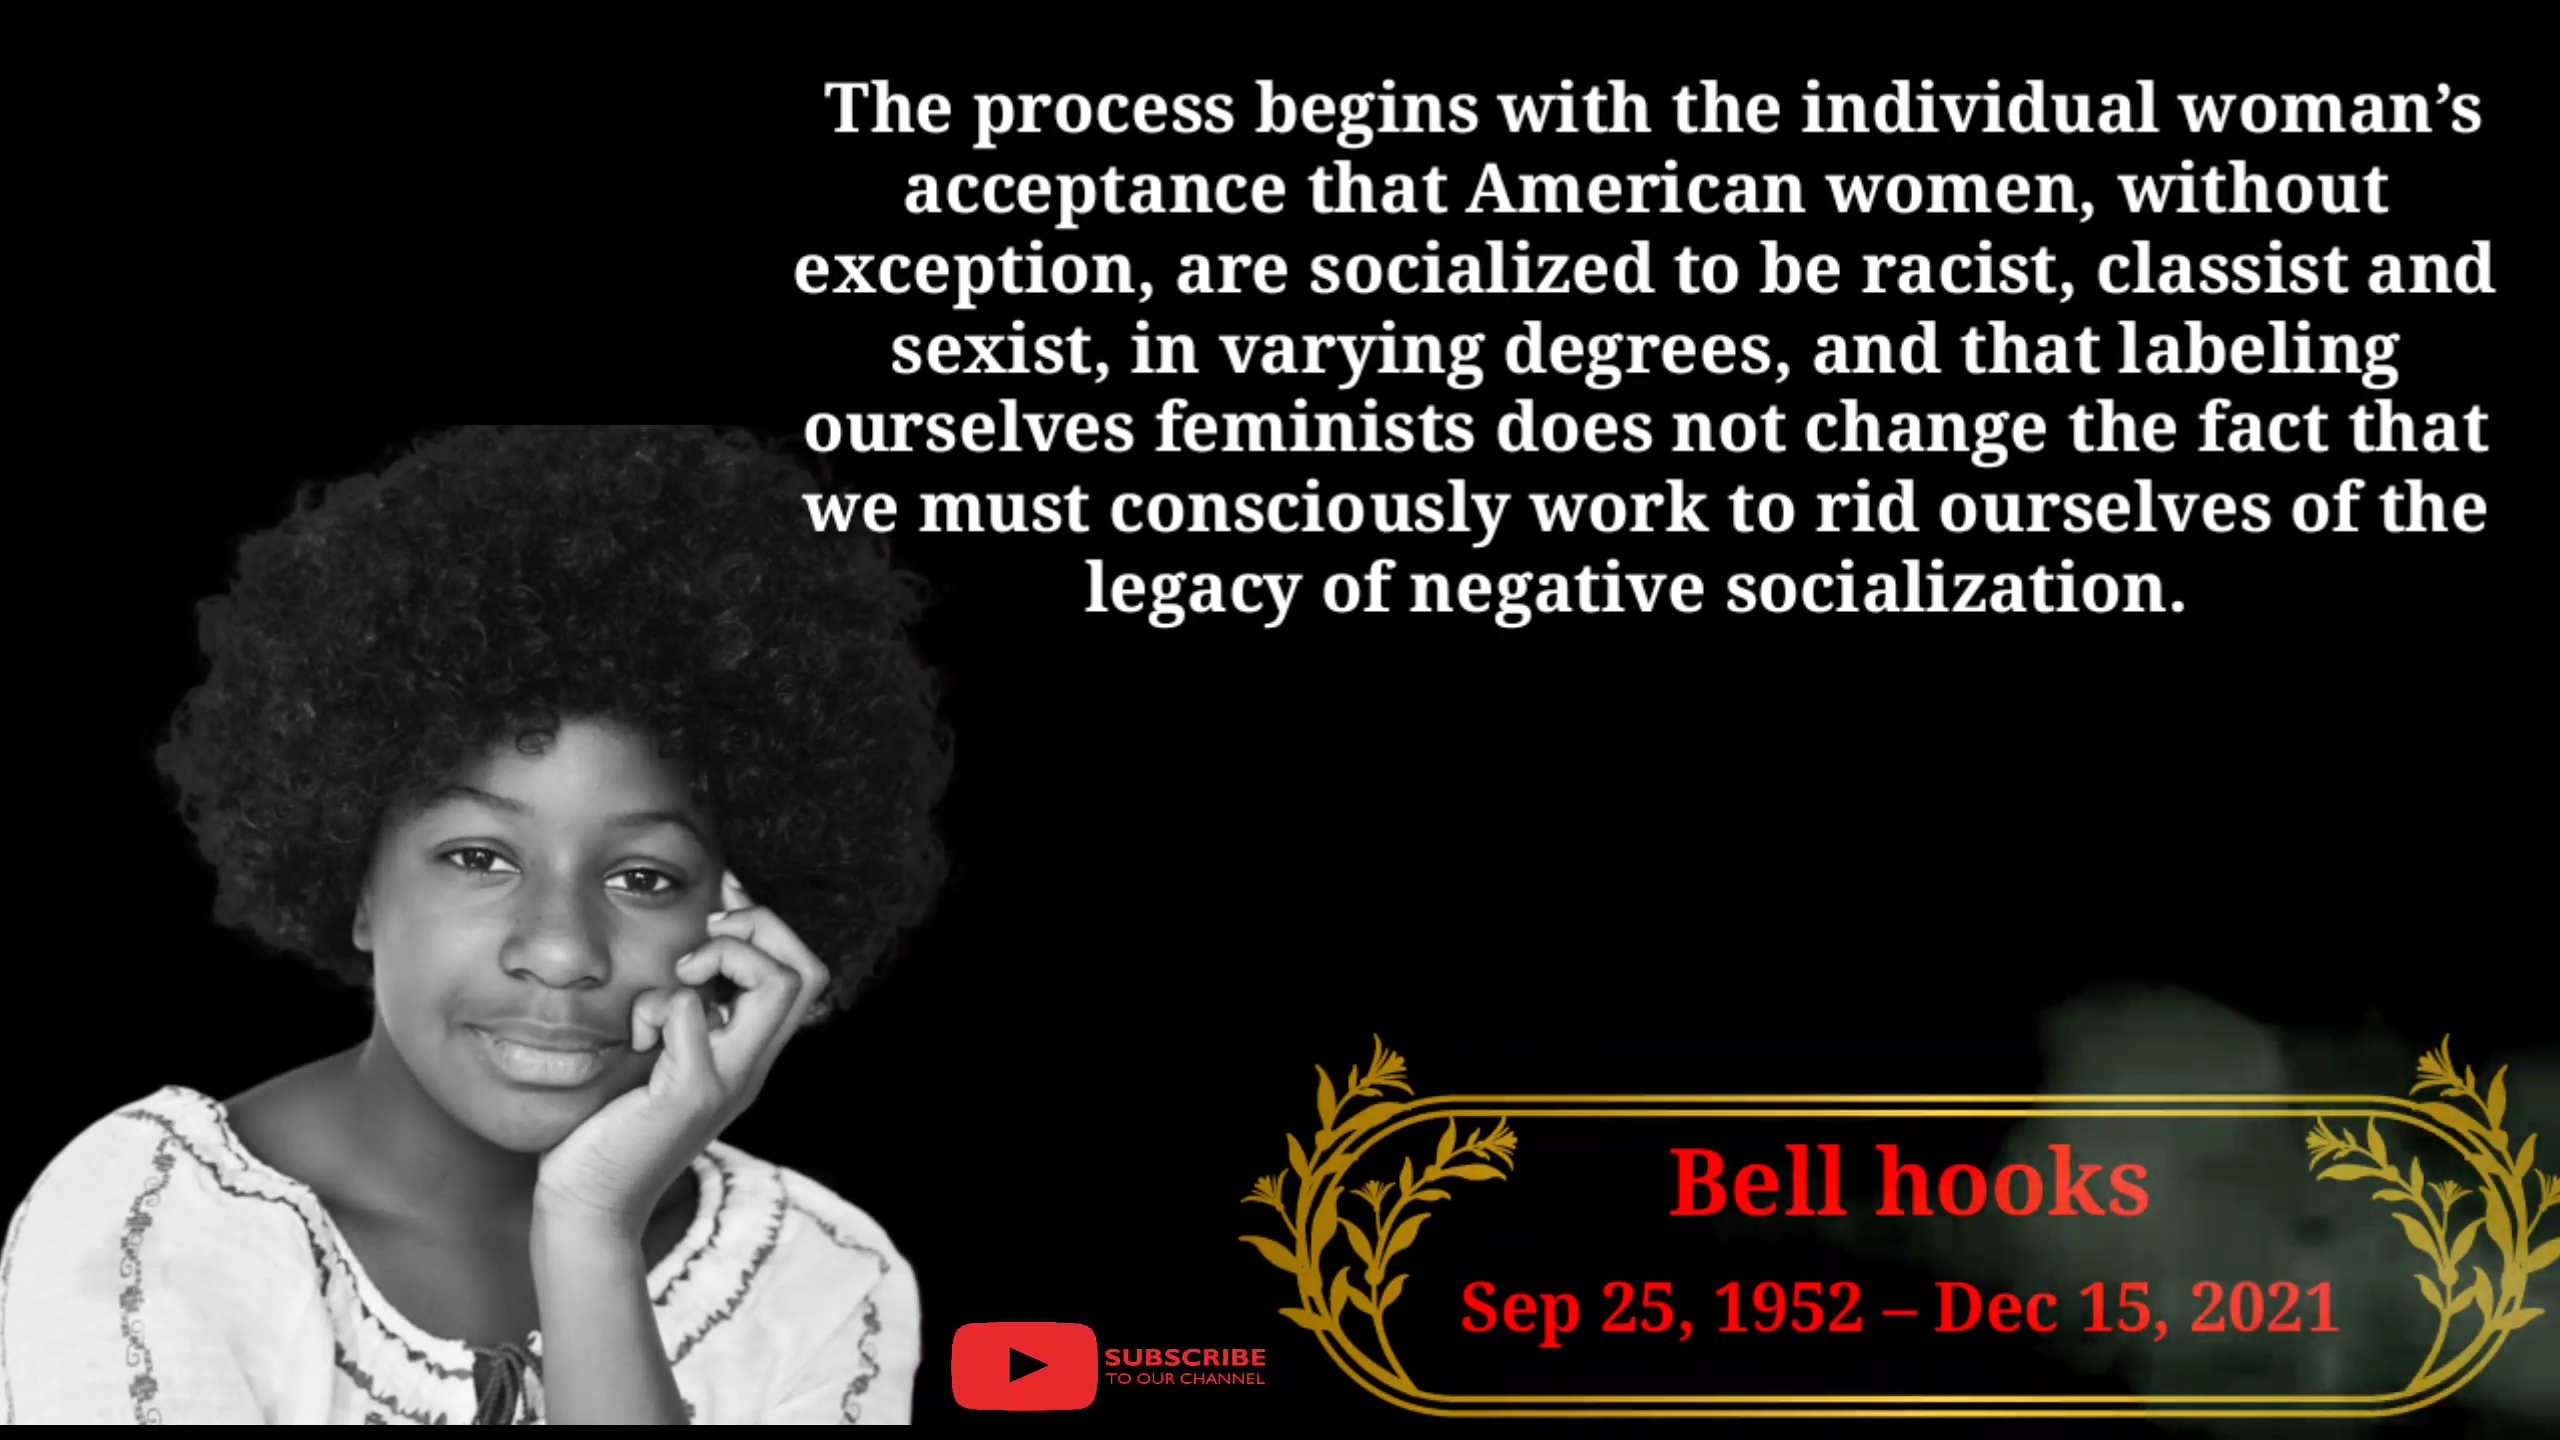 The process begins with the individual woman’s
acceptance that American women, without
exception, are socialized to be racist, classist and
sexist, in varying degrees, and that labeling
ourselves feminists does not change the fact that
we must consciously work to rid ourselves of the
legacy of negative socialization.
Bell hooks
Sep 25, 1952 – Dec 15, 2021
SUBSCRIBE
TO OUR CHANNEL